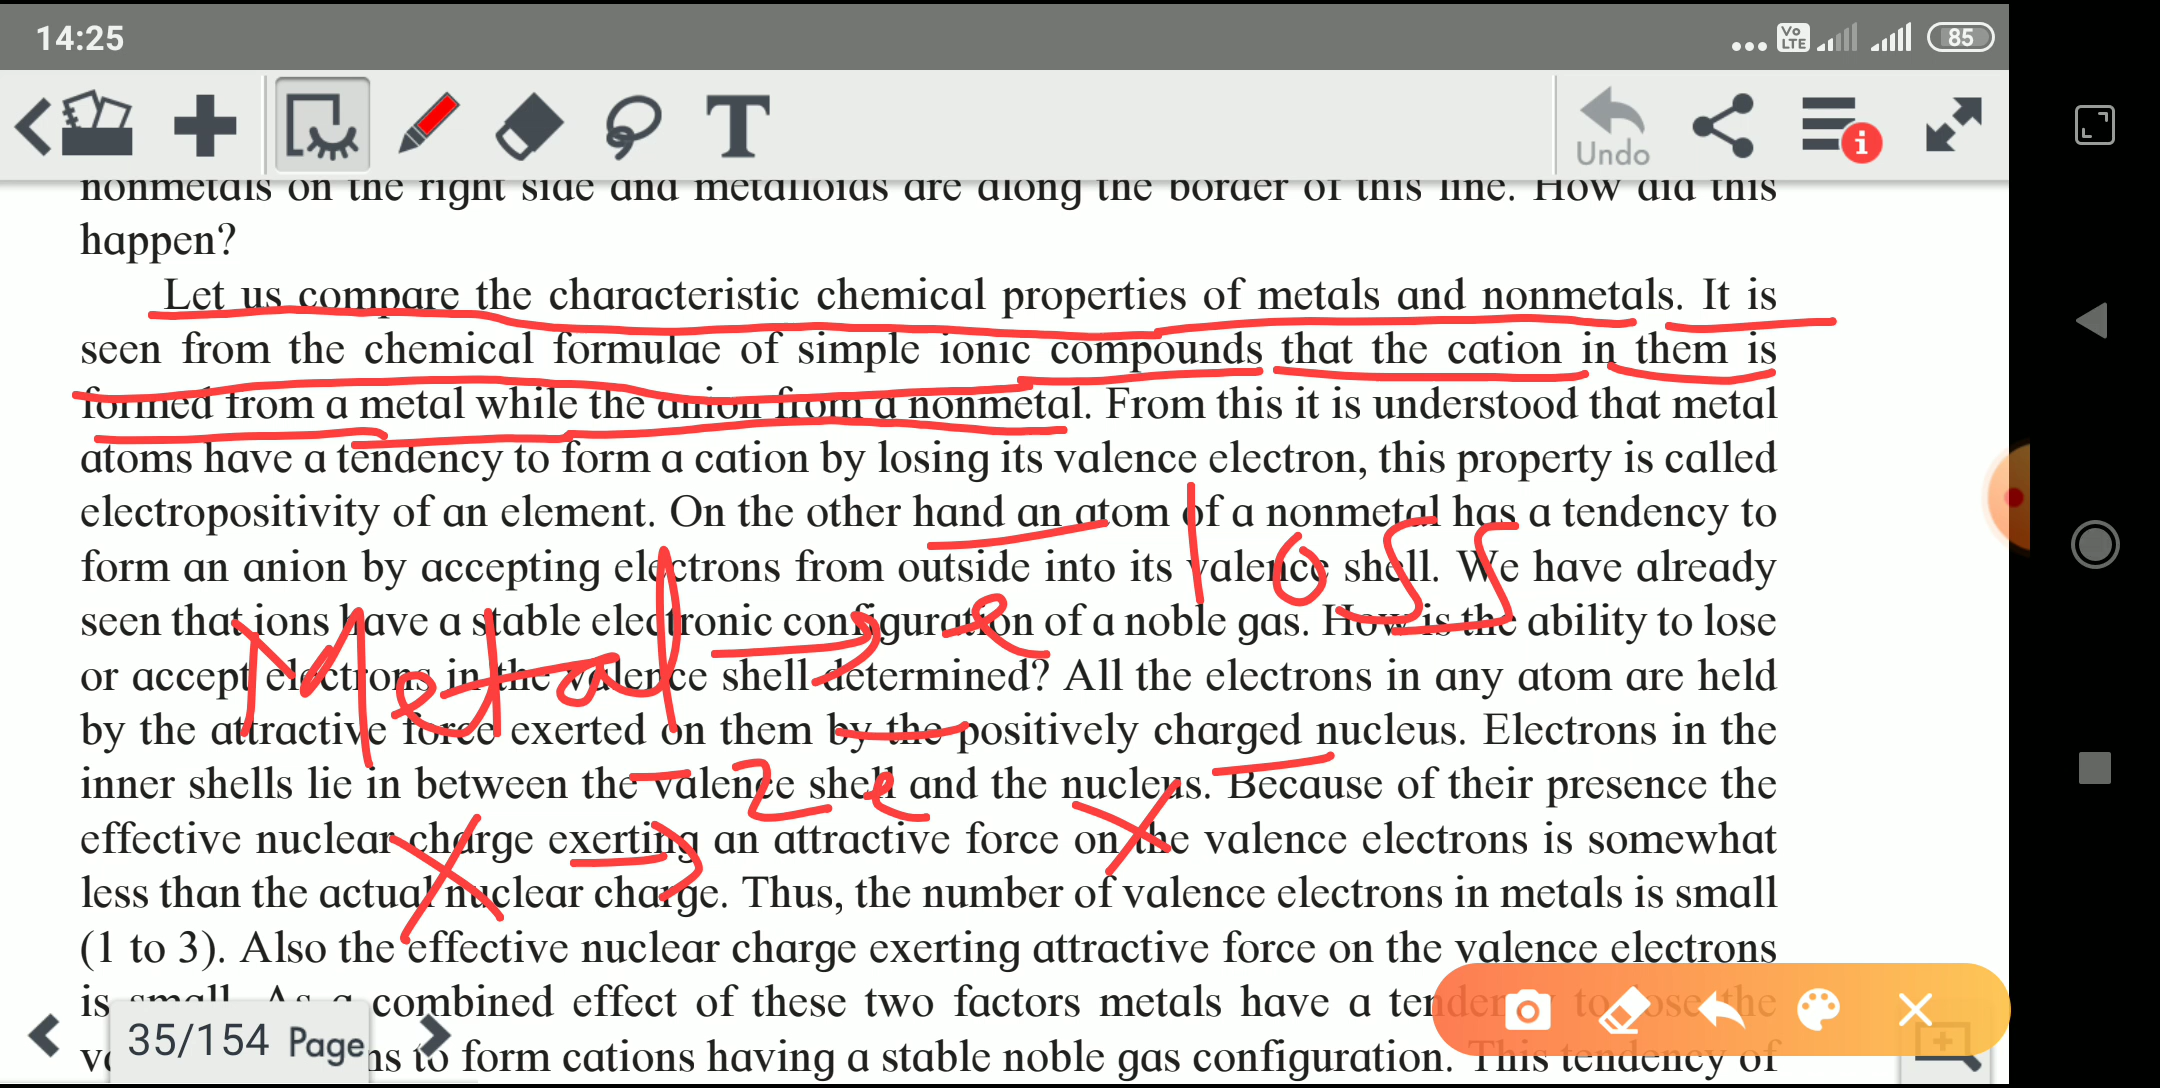 14:25
Vo LTE
85
T
Undo
i
nonmetals on the right side and metalloids are along the border of this line. How did this
happen?
Let us compare the characteristic chemical properties of metals and nonmetals. It is
seen from the chemical formulae of simple ionic compounds that the cation in them is
formed from a metal while the anion from a nonmetal. From this it is understood that metal
atoms have a tendency to form a cation by losing its valence electron, this property is called
electropositivity of an element. On the other hand an atom of a nonmetal has a tendency to
form an anion by accepting electrons from outside into its valence shell. We have already
seen that ions have a stable electronic configuration of a noble gas. How is the ability to lose
or accept electrons in the valence shell determined? All the electrons in any atom are held
by the attractive force exerted on them by the positively charged nucleus. Electrons in the
inner shells lie in between the valence shell and the nucleus. Because of their presence the
effective nuclear charge exerting an attractive force on the valence electrons is somewhat
less than the actual nuclear charge. Thus, the number of valence electrons in metals is small
(1 to 3). Also the effective nuclear charge exerting attractive force on the valence electrons
is small. As a combined effect of these two factors metals have a tendency to lose the
to form cations having a stable noble gas configuration. This tendency of
Metal → e loss
X → 2e X
35/154 Page